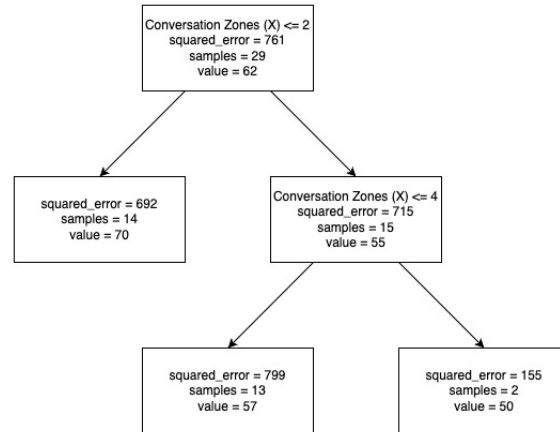 Conversation Zones (X) <= 2
squared_error = 761
samples = 29
value = 62
squared_error = 692
samples = 14
value = 70
Conversation Zones (X) <= 4
squared_error = 715
samples = 15
value = 55
squared_error = 799
samples = 13
value = 57
squared_error = 155
samples = 2
value = 50